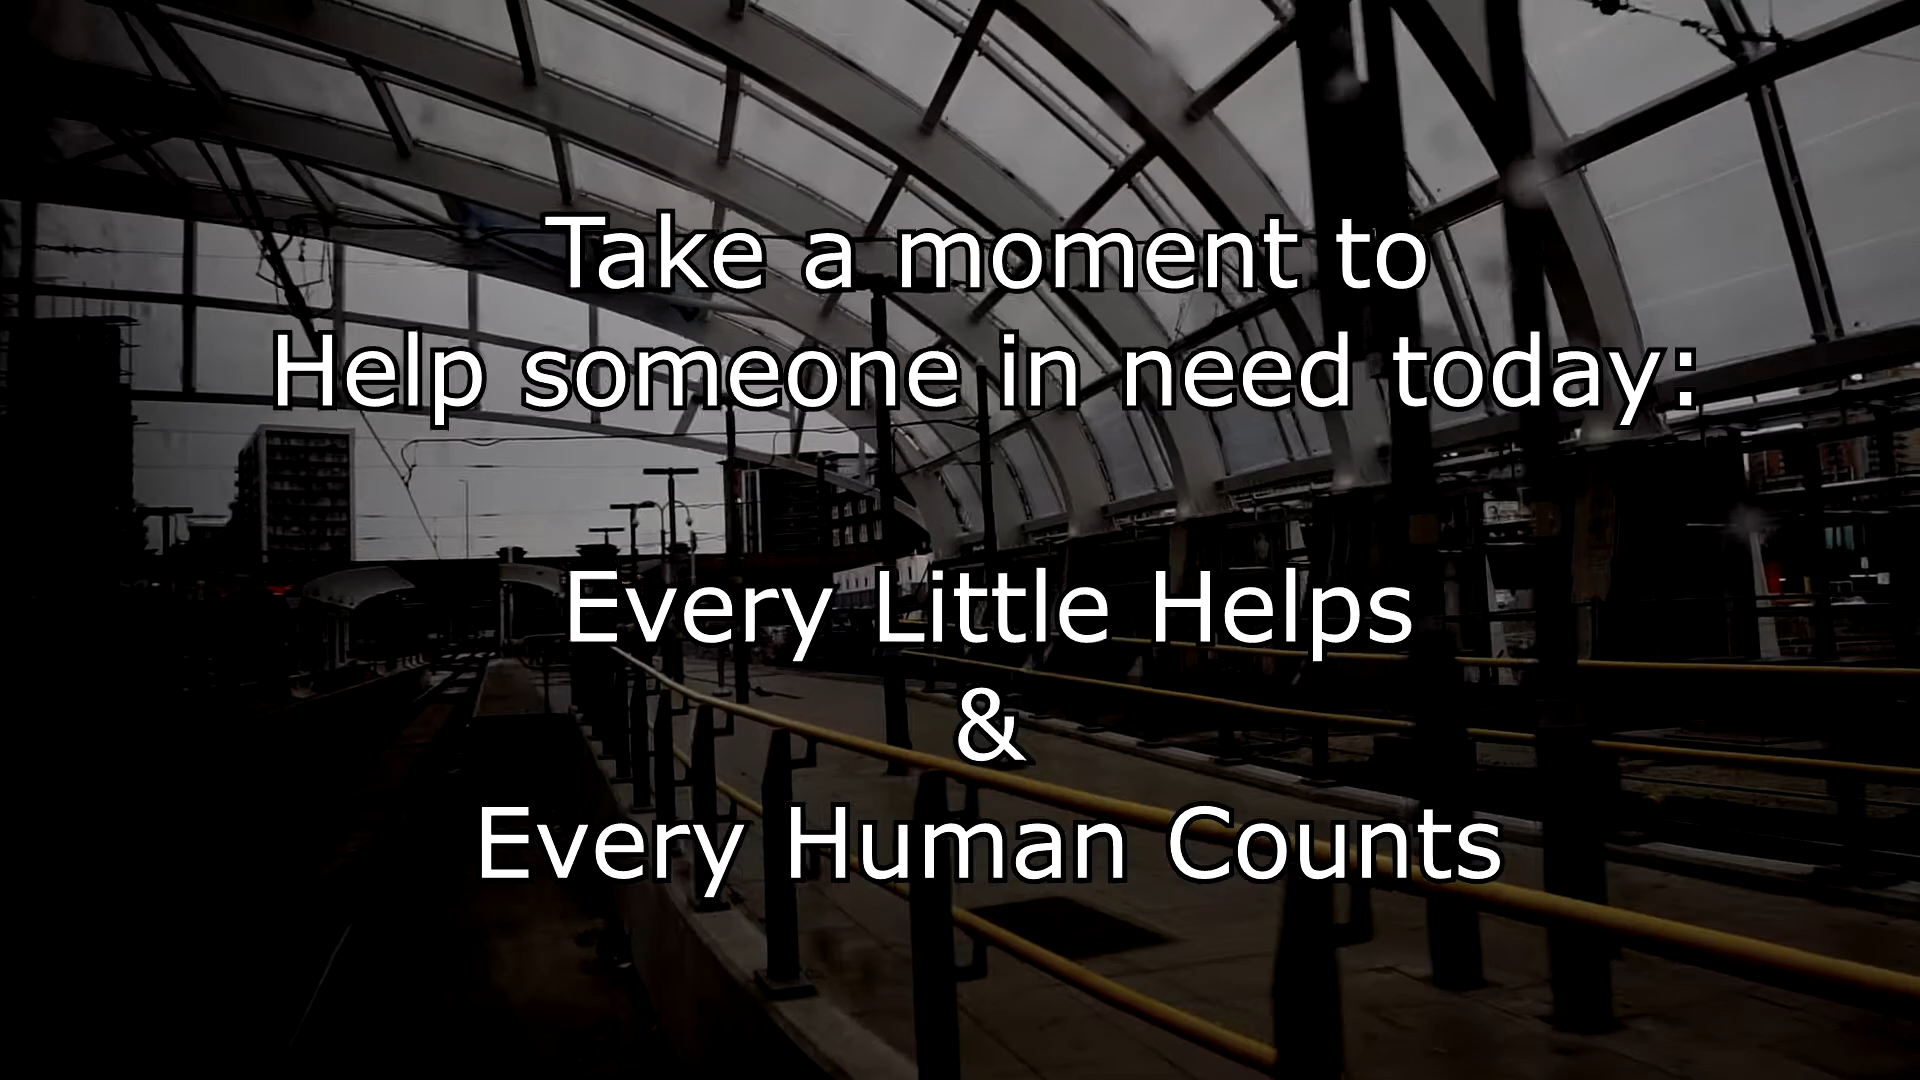 Take a moment to
Help someone in need today:
Every Little Helps
&
Every Human Counts